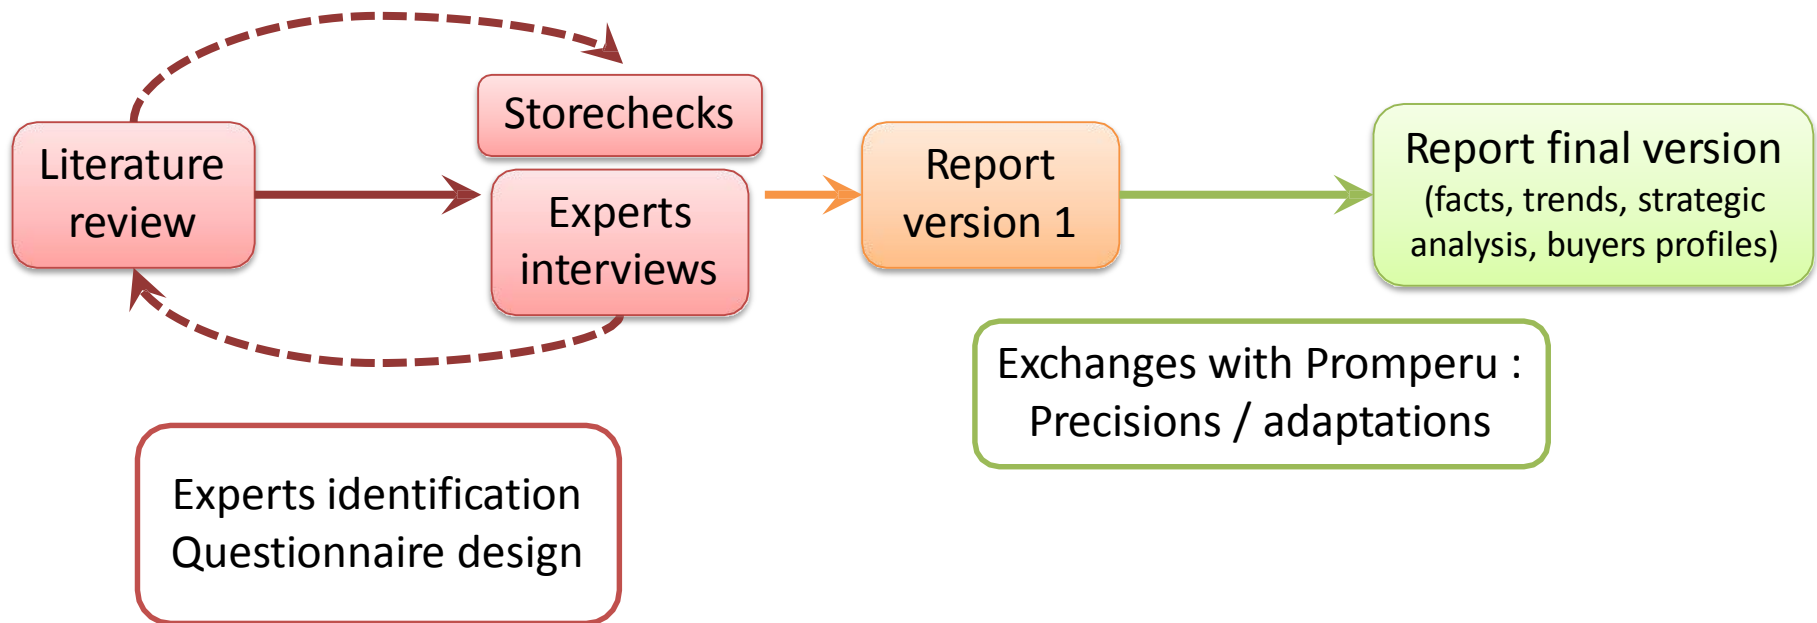 Storechecks
Literature
review
Experts
interviews
Report
version 1
Report final version
(facts, trends, strategic
analysis, buyers profiles)
Exchanges with Promperu :
Precisions / adaptations
Experts identification
Questionnaire design